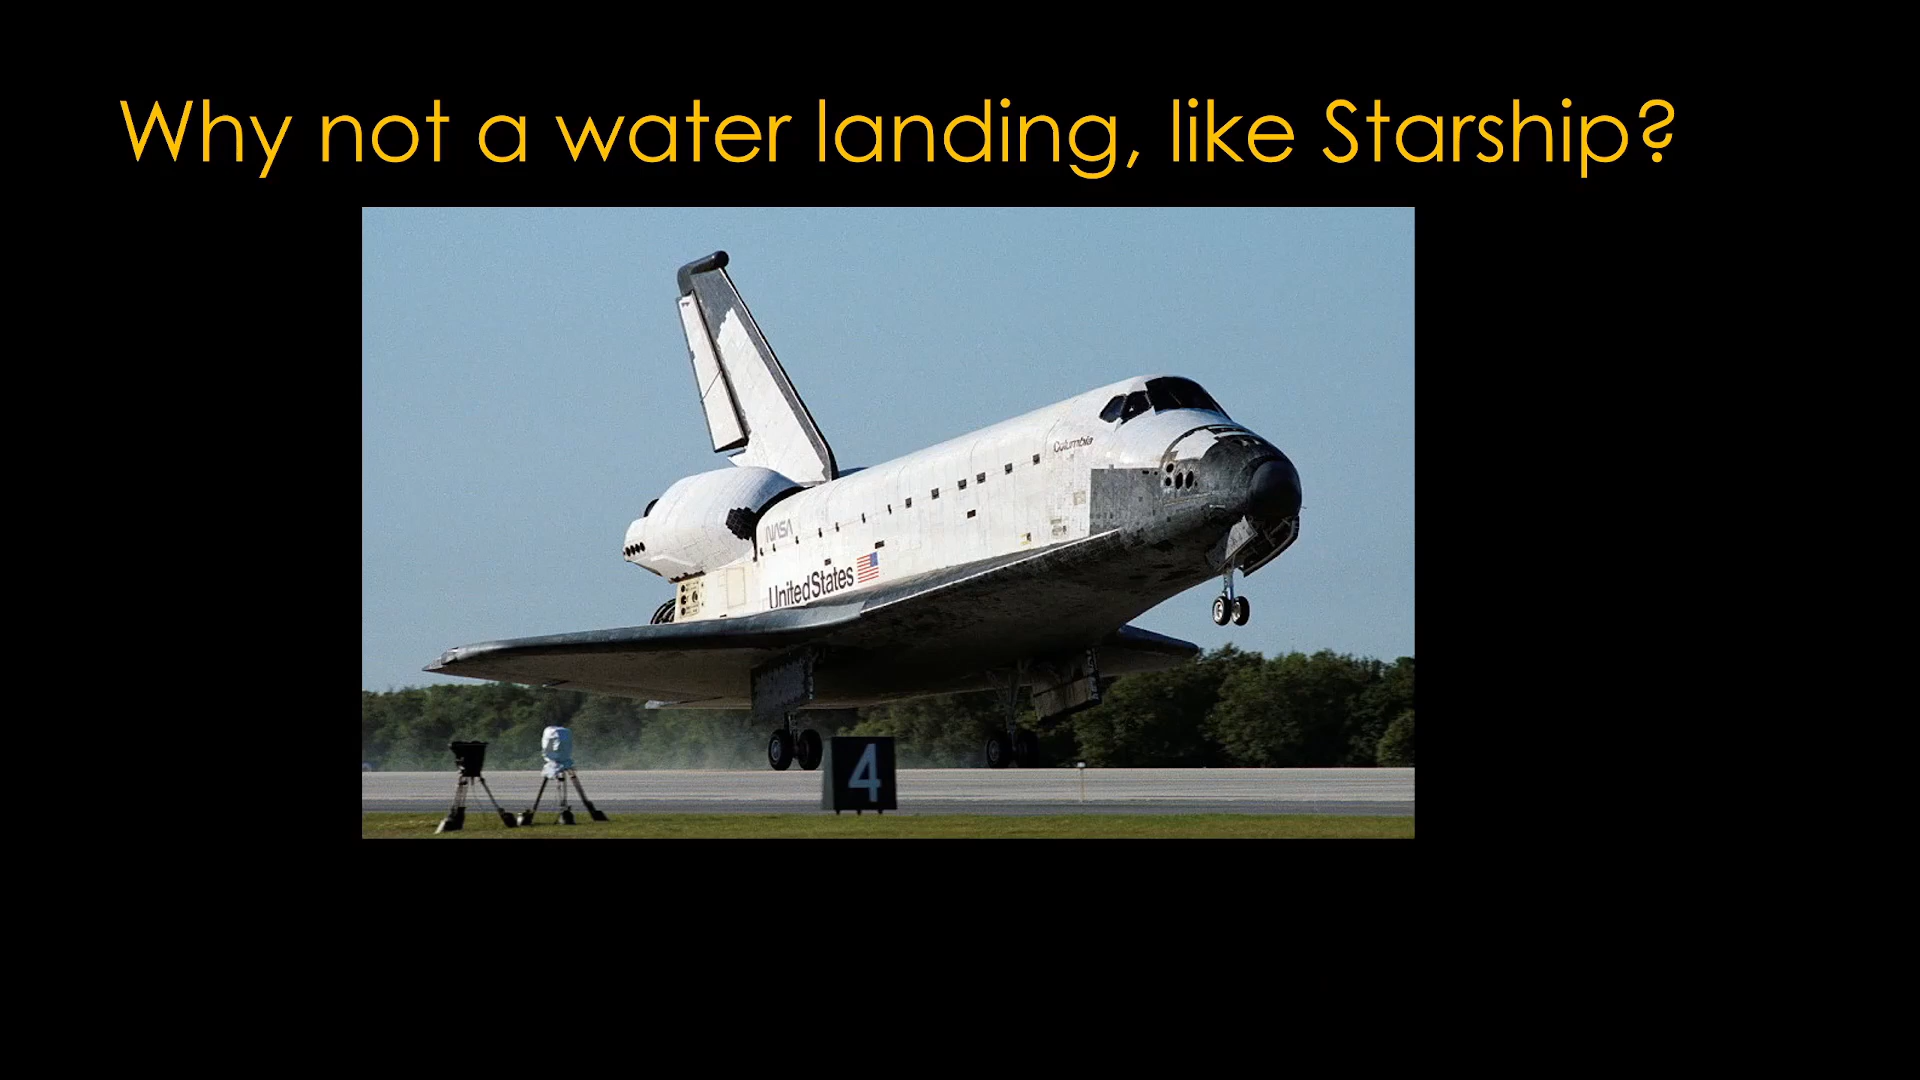 Why not a water landing, like Starship?
Columbia
NASA
United States
4